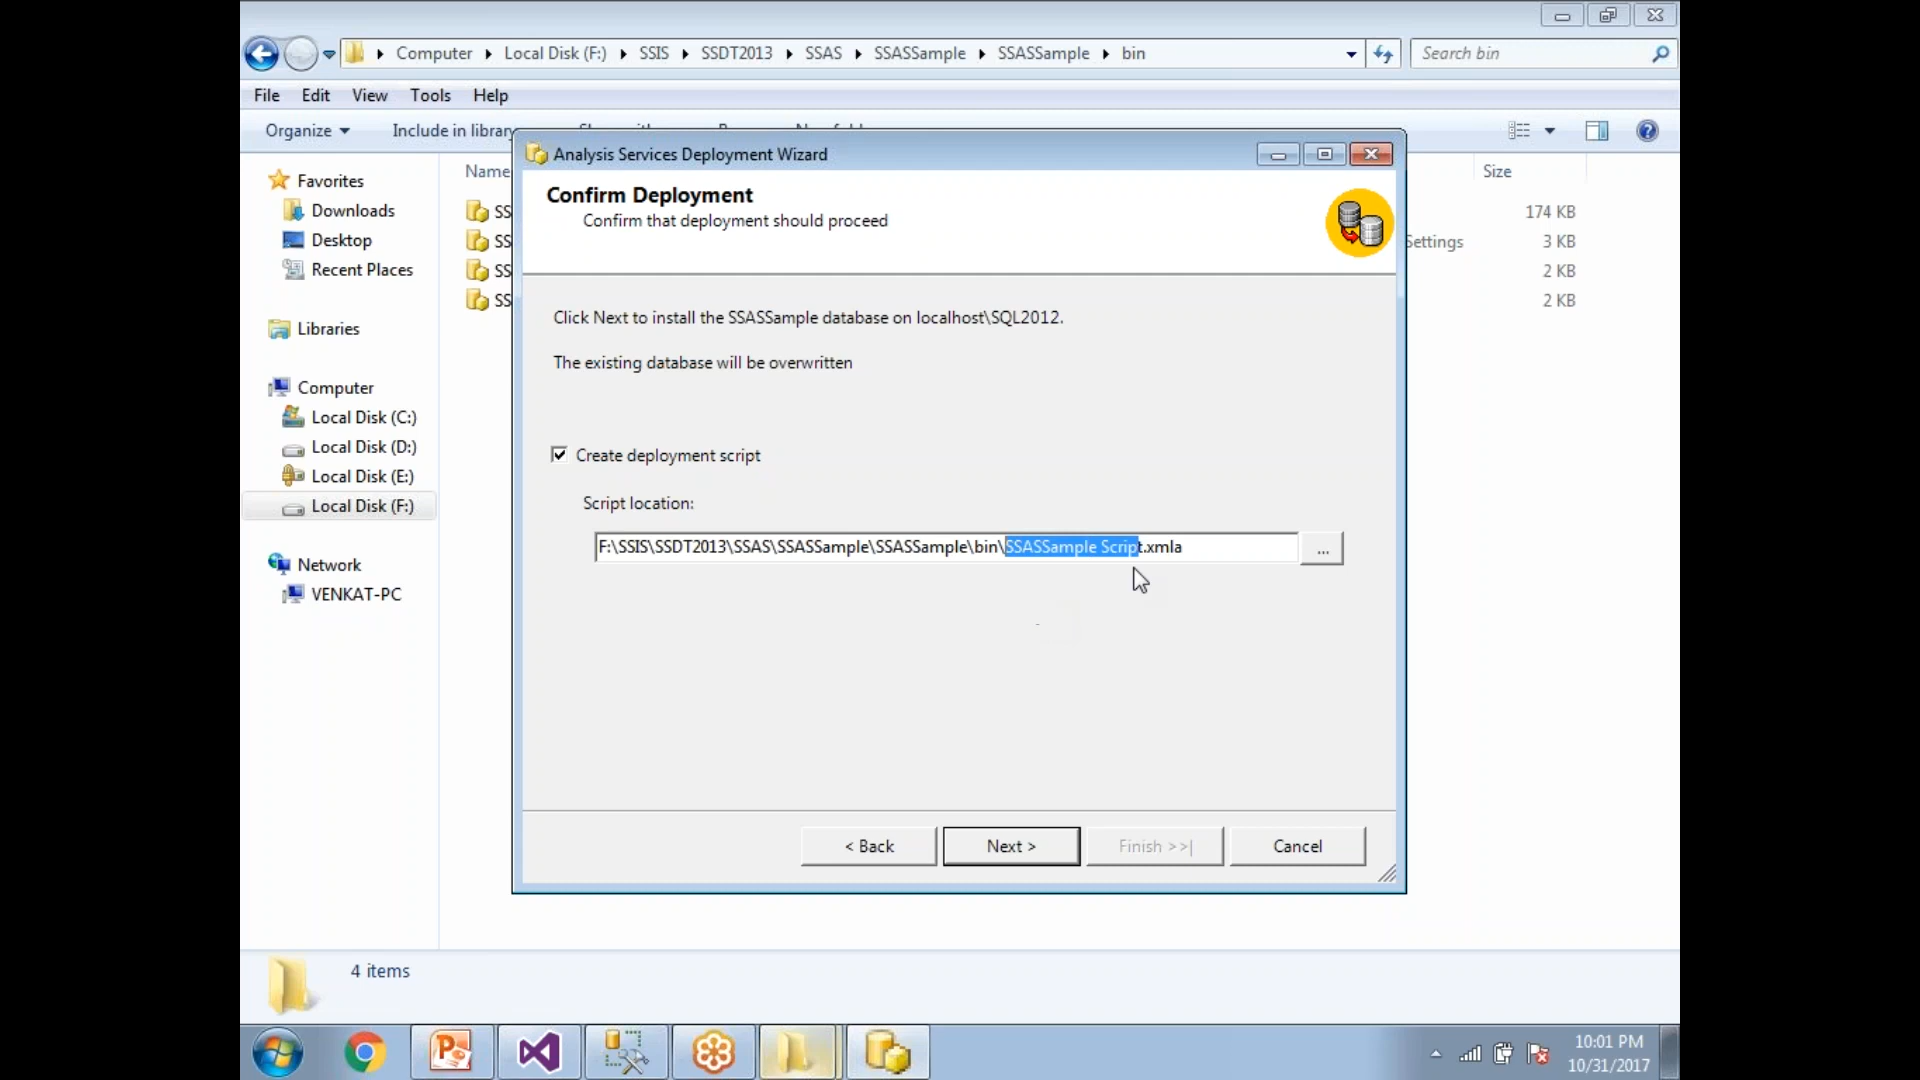 Computer Local Disk (F:) SSIS SSDT2013 SSAS SSASSample SSASSample bin
Search bin
File Edit View Tools Help
Organize Include in library
Analysis Services Deployment Wizard
Name
Size
Confirm Deployment
Confirm that deployment should proceed
SS
174 KB
SS
Settings
3 KB
SS
2 KB
SS
2 KB
Favorites
Downloads
Desktop
Recent Places
Libraries
Computer
Local Disk (C:)
Local Disk (D:)
Local Disk (E:)
Local Disk (F:)
Network
VENKAT-PC
Click Next to install the SSASSample database on localhost\SQL2012.
The existing database will be overwritten
Create deployment script
Script location:
F:\SSIS\SSDT2013\SSAS\SSASSample\SSASSample\bin\SSASSample Script.xmla
...
< Back
Next >
Finish >>|
Cancel
4 items
10:01 PM
10/31/2017